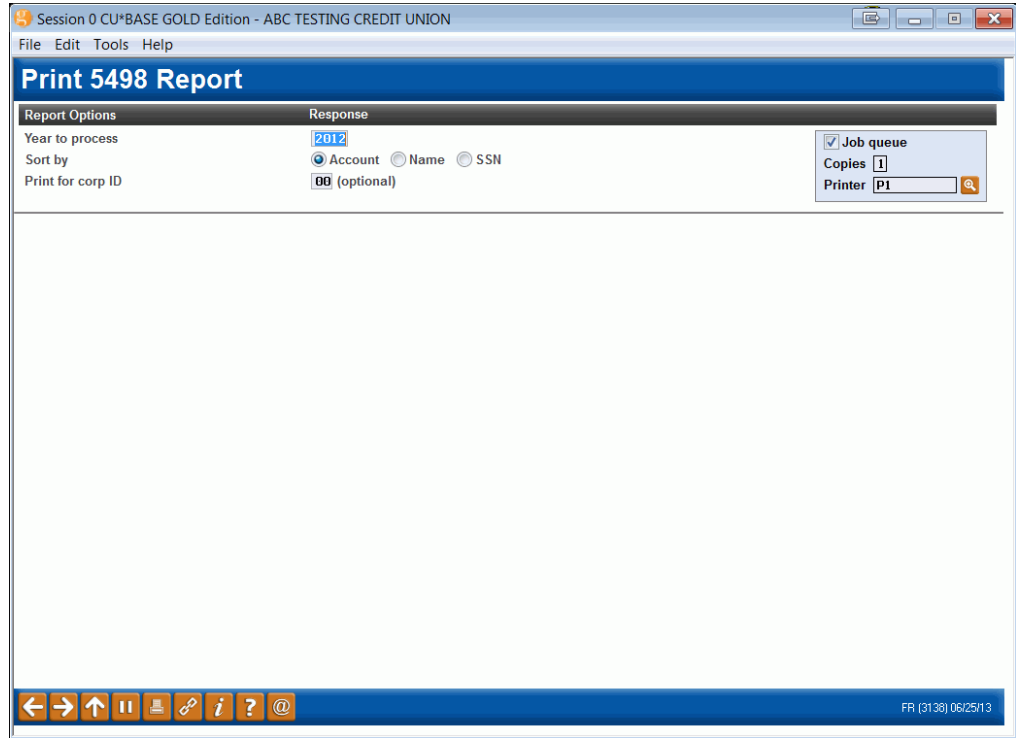 Session 0 CU*BASE GOLD Edition - ABC TESTING CREDIT UNION
File Edit Tools Help
Print 5498 Report
Report Options Response
Year to process 2012
Sort by Account Name SSN
Print for corp ID 00 (optional)
Job queue
Copies 1
Printer P1
i ? @
FR (3138) 06/25/13